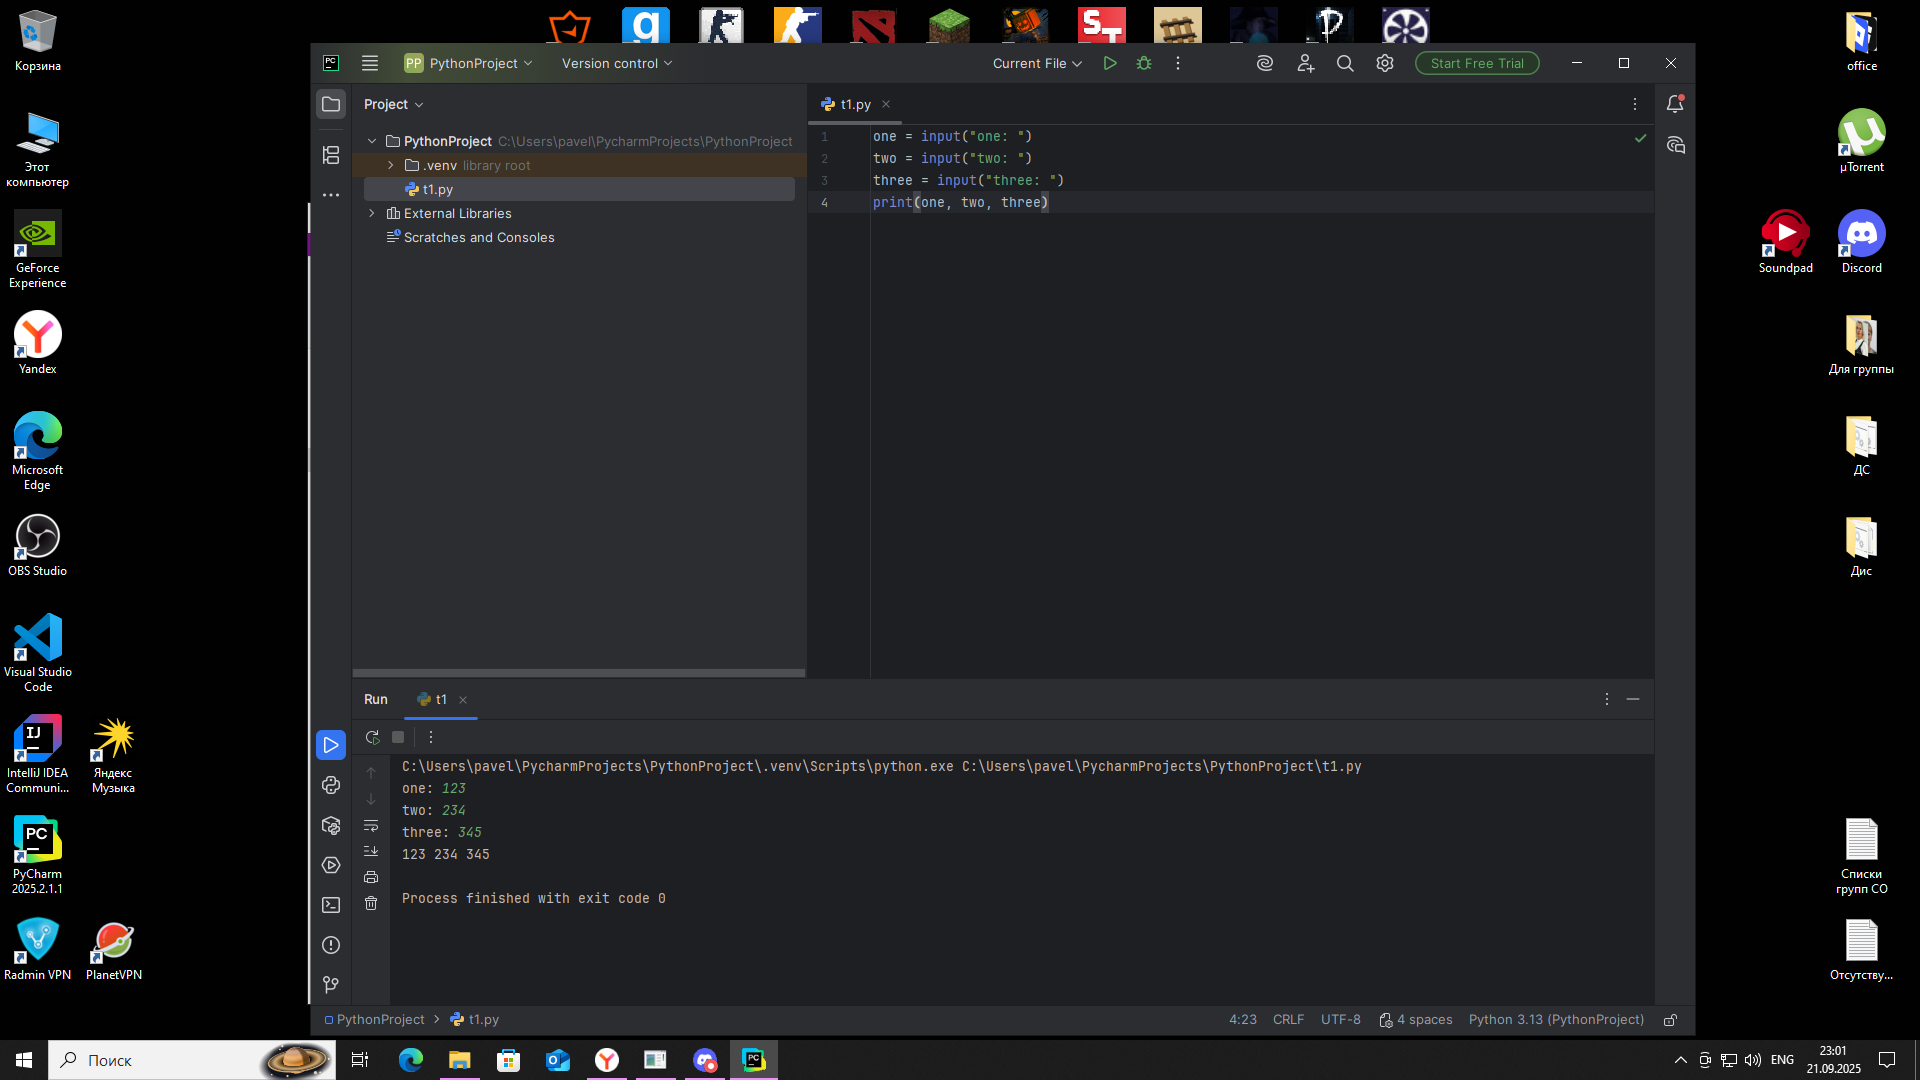 Корзина
Этот компьютер
GeForce Experience
Yandex
Microsoft Edge
OBS Studio
Visual Studio Code
IntelliJ IDEA Communi...
Яндекс Музыка
PyCharm 2025.2.1.1
Radmin VPN
PlanetVPN
PC
PP PythonProject
Version control
Current File
Start Free Trial
Project
PythonProject C:\Users\pavel\PycharmProjects\PythonProject
.venv library root
t1.py
External Libraries
Scratches and Consoles
t1.py
1 one = input("one: ")
2 two = input("two: ")
3 three = input("three: ")
4 print(one, two, three)
Run t1
C:\Users\pavel\PycharmProjects\PythonProject\.venv\Scripts\python.exe C:\Users\pavel\PycharmProjects\PythonProject\t1.py
one: 123
two: 234
three: 345
123 234 345
Process finished with exit code 0
PythonProject
t1.py
4:23 CRLF UTF-8 4 spaces Python 3.13 (PythonProject)
office
µTorrent
Soundpad
Discord
Для группы
ДС
Дис
Списки групп СО
Отсутству...
Поиск
ENG
23:01
21.09.2025